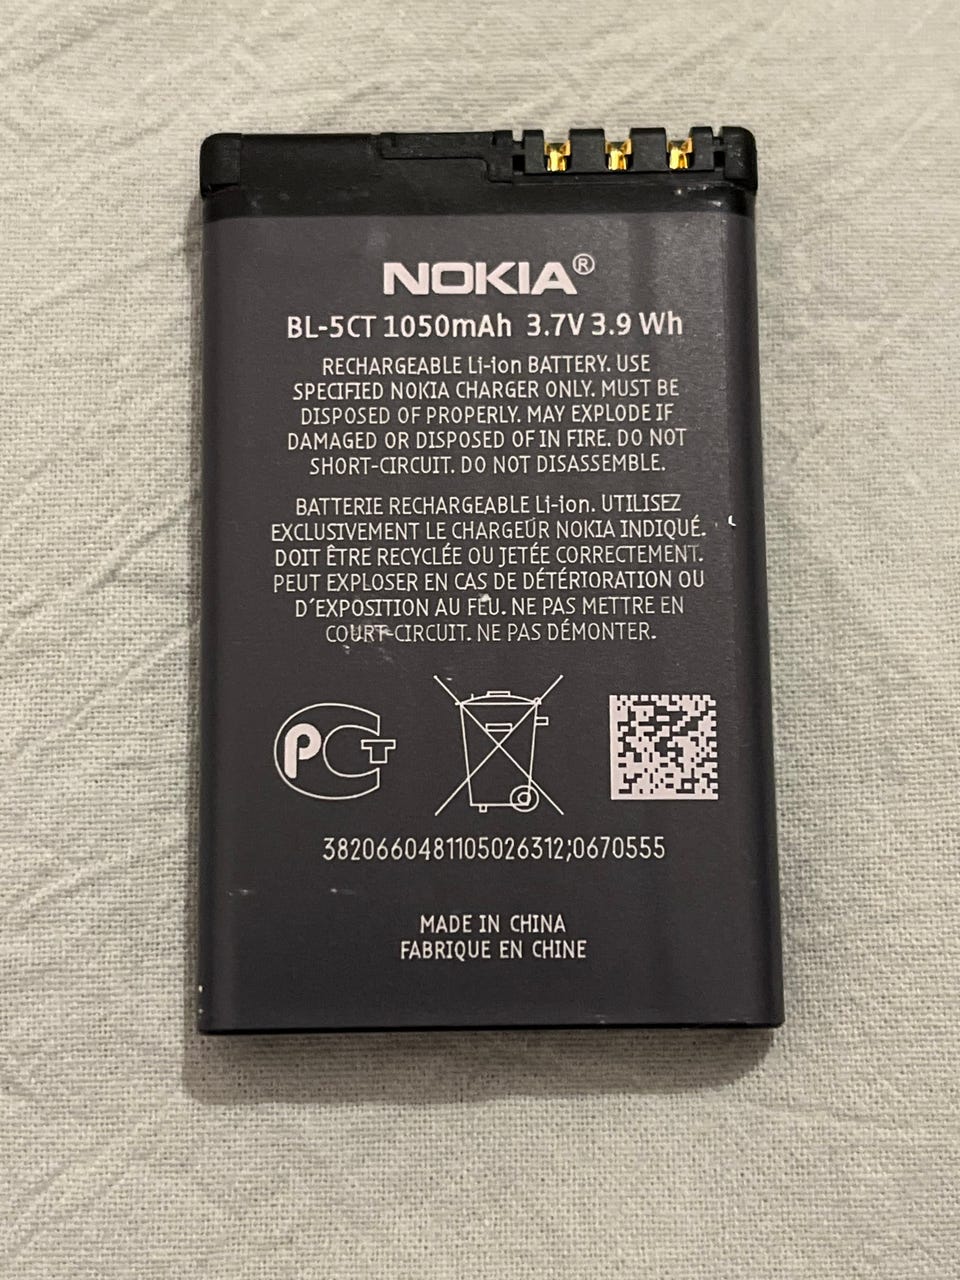 NOKIA®
BL-5CT 1050mAh 3.7V 3.9 Wh
RECHARGEABLE Li-ion BATTERY. USE
SPECIFIED NOKIA CHARGER ONLY. MUST BE
DISPOSED OF PROPERLY. MAY EXPLODE IF
DAMAGED OR DISPOSED OF IN FIRE. DO NOT
SHORT-CIRCUIT. DO NOT DISASSEMBLE.
BATTERIE RECHARGEABLE Li-ion. UTILISEZ
EXCLUSIVEMENT LE CHARGEUR NOKIA INDIQUÉ.
DOIT ÊTRE RECYCLÉE OU JETÉE CORRECTEMENT.
PEUT EXPLOSER EN CAS DE DÉTÉRIORATION OU
D'EXPOSITION AU FEU. NE PAS METTRE EN
COURT-CIRCUIT. NE PAS DÉMONTER.
РСТ
3820660481105026312;0670555
MADE IN CHINA
FABRIQUE EN CHINE